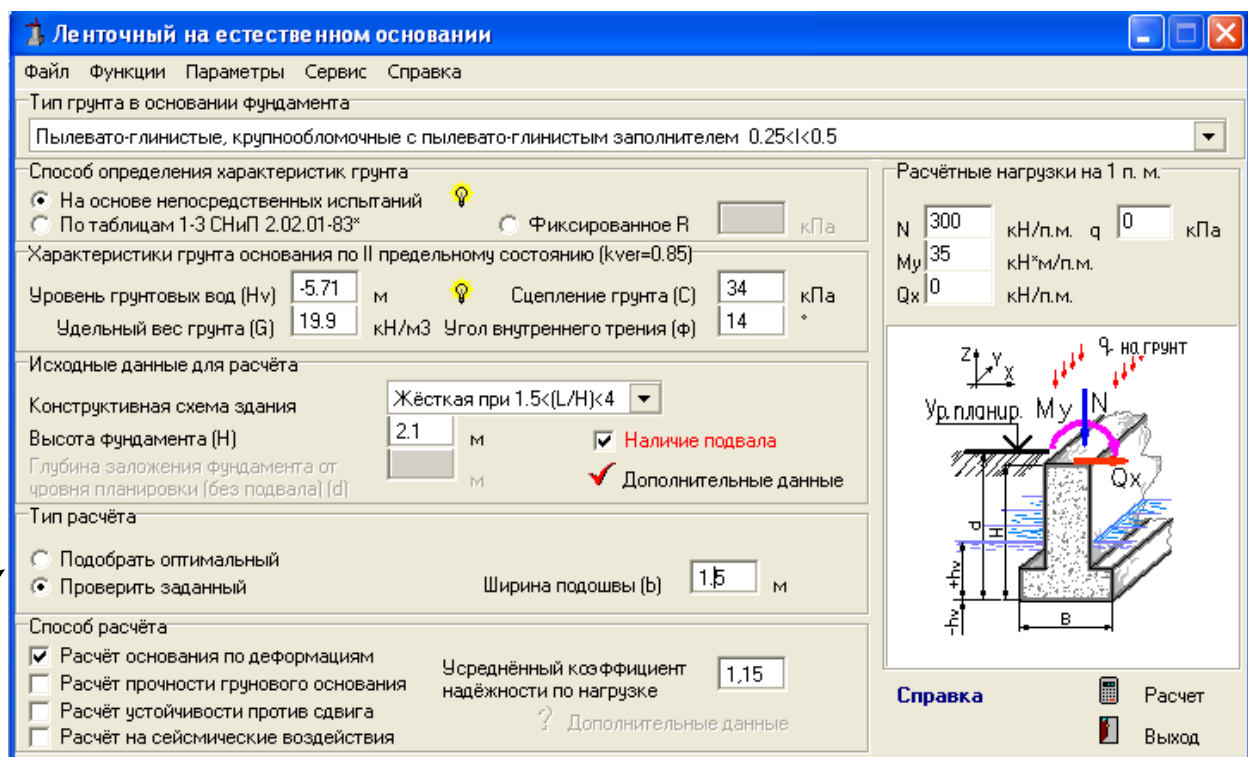 Ленточный на естественном основании
Файл Функции Параметры Сервис Справка
Тип грунта в основании фундамента
Пылевато-глинистые, крупнообломочные с пылевато-глинистым заполнителем 0.25<I<0.5
Способ определения характеристик грунта
На основе непосредственных испытаний
По таблицам 1-3 СНиП 2.02.01-83* Фиксированное R кПа
Характеристики грунта основания по II предельному состоянию (kver=0.85)
Уровень грунтовых вод (Hv) -5.71 м Сцепление грунта (C) 34 кПа
Удельный вес грунта (G) 19.9 кН/м3 Угол внутреннего трения (ф) 14 °
Исходные данные для расчёта
Конструктивная схема здания Жёсткая при 1.5<(L/H)<4
Высота фундамента (H) 2.1 м Наличие подвала
Глубина заложения фундамента от
уровня планировки (без подвала) (d) м Дополнительные данные
Тип расчёта
Подобрать оптимальный
Проверить заданный Ширина подошвы (b) 1.5 м
Способ расчёта
Расчёт основания по деформациям
Расчёт прочности грунового основания
Расчёт устойчивости против сдвига
Расчёт на сейсмические воздействия
Усреднённый коэффициент
надёжности по нагрузке 1,15
? Дополнительные данные
Расчётные нагрузки на 1 п. м.
N 300 кН/п.м. q 0 кПа
My 35 кН*м/п.м.
Qx 0 кН/п.м.
Z Y X q на грунт
Ур.планир. My N
Qx
d H
+hv
-hv B
Справка Расчет
Выход